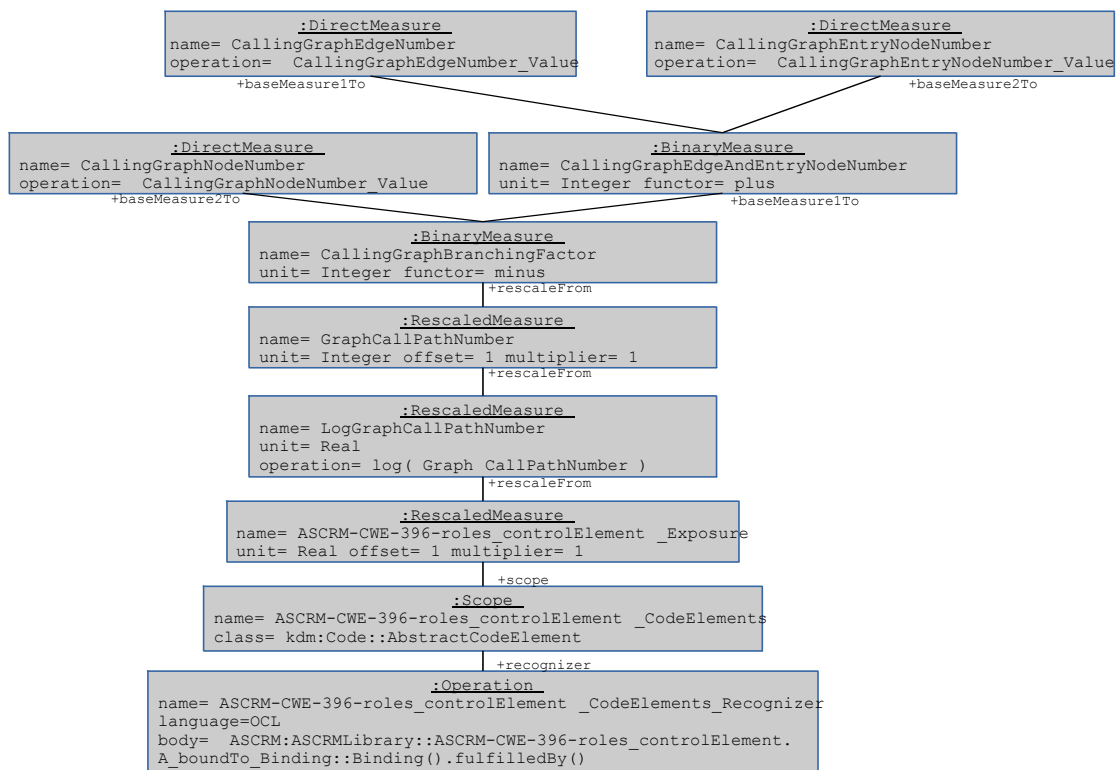 :DirectMeasure
name= CallingGraphEdgeNumber
operation=  CallingGraphEdgeNumber_Value
+baseMeasure1To
:DirectMeasure
name= CallingGraphEntryNodeNumber
operation=  CallingGraphEntryNodeNumber_Value
+baseMeasure2To
:DirectMeasure
name= CallingGraphNodeNumber
operation=  CallingGraphNodeNumber_Value
+baseMeasure2To
:BinaryMeasure
name= CallingGraphEdgeAndEntryNodeNumber
unit= Integer functor= plus
+baseMeasure1To
:BinaryMeasure
name= CallingGraphBranchingFactor
unit= Integer functor= minus
+rescaleFrom
:RescaledMeasure
name= GraphCallPathNumber
unit= Integer offset= 1 multiplier= 1
+rescaleFrom
:RescaledMeasure
name= LogGraphCallPathNumber
unit= Real
operation= log( Graph CallPathNumber )
+rescaleFrom
:RescaledMeasure
name= ASCRM-CWE-396-roles_controlElement _Exposure
unit= Real offset= 1 multiplier= 1
+scope
:Scope
name= ASCRM-CWE-396-roles_controlElement _CodeElements
class= kdm:Code::AbstractCodeElement
+recognizer
:Operation
name= ASCRM-CWE-396-roles_controlElement _CodeElements_Recognizer
language=OCL
body=  ASCRM:ASCRMLibrary::ASCRM-CWE-396-roles_controlElement.
A_boundTo_Binding::Binding().fulfilledBy()